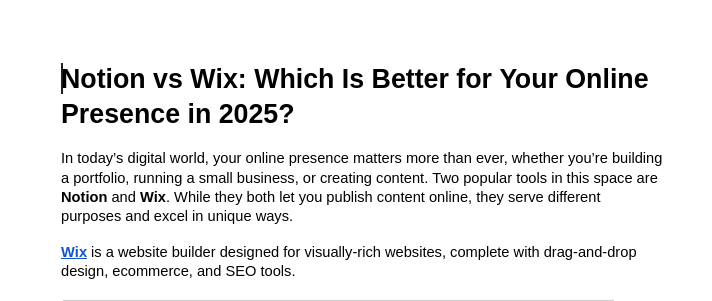 Notion vs Wix: Which Is Better for Your Online
Presence in 2025?
In today’s digital world, your online presence matters more than ever, whether you’re building
a portfolio, running a small business, or creating content. Two popular tools in this space are
Notion and Wix. While they both let you publish content online, they serve different
purposes and excel in unique ways.
Wix is a website builder designed for visually-rich websites, complete with drag-and-drop
design, ecommerce, and SEO tools.